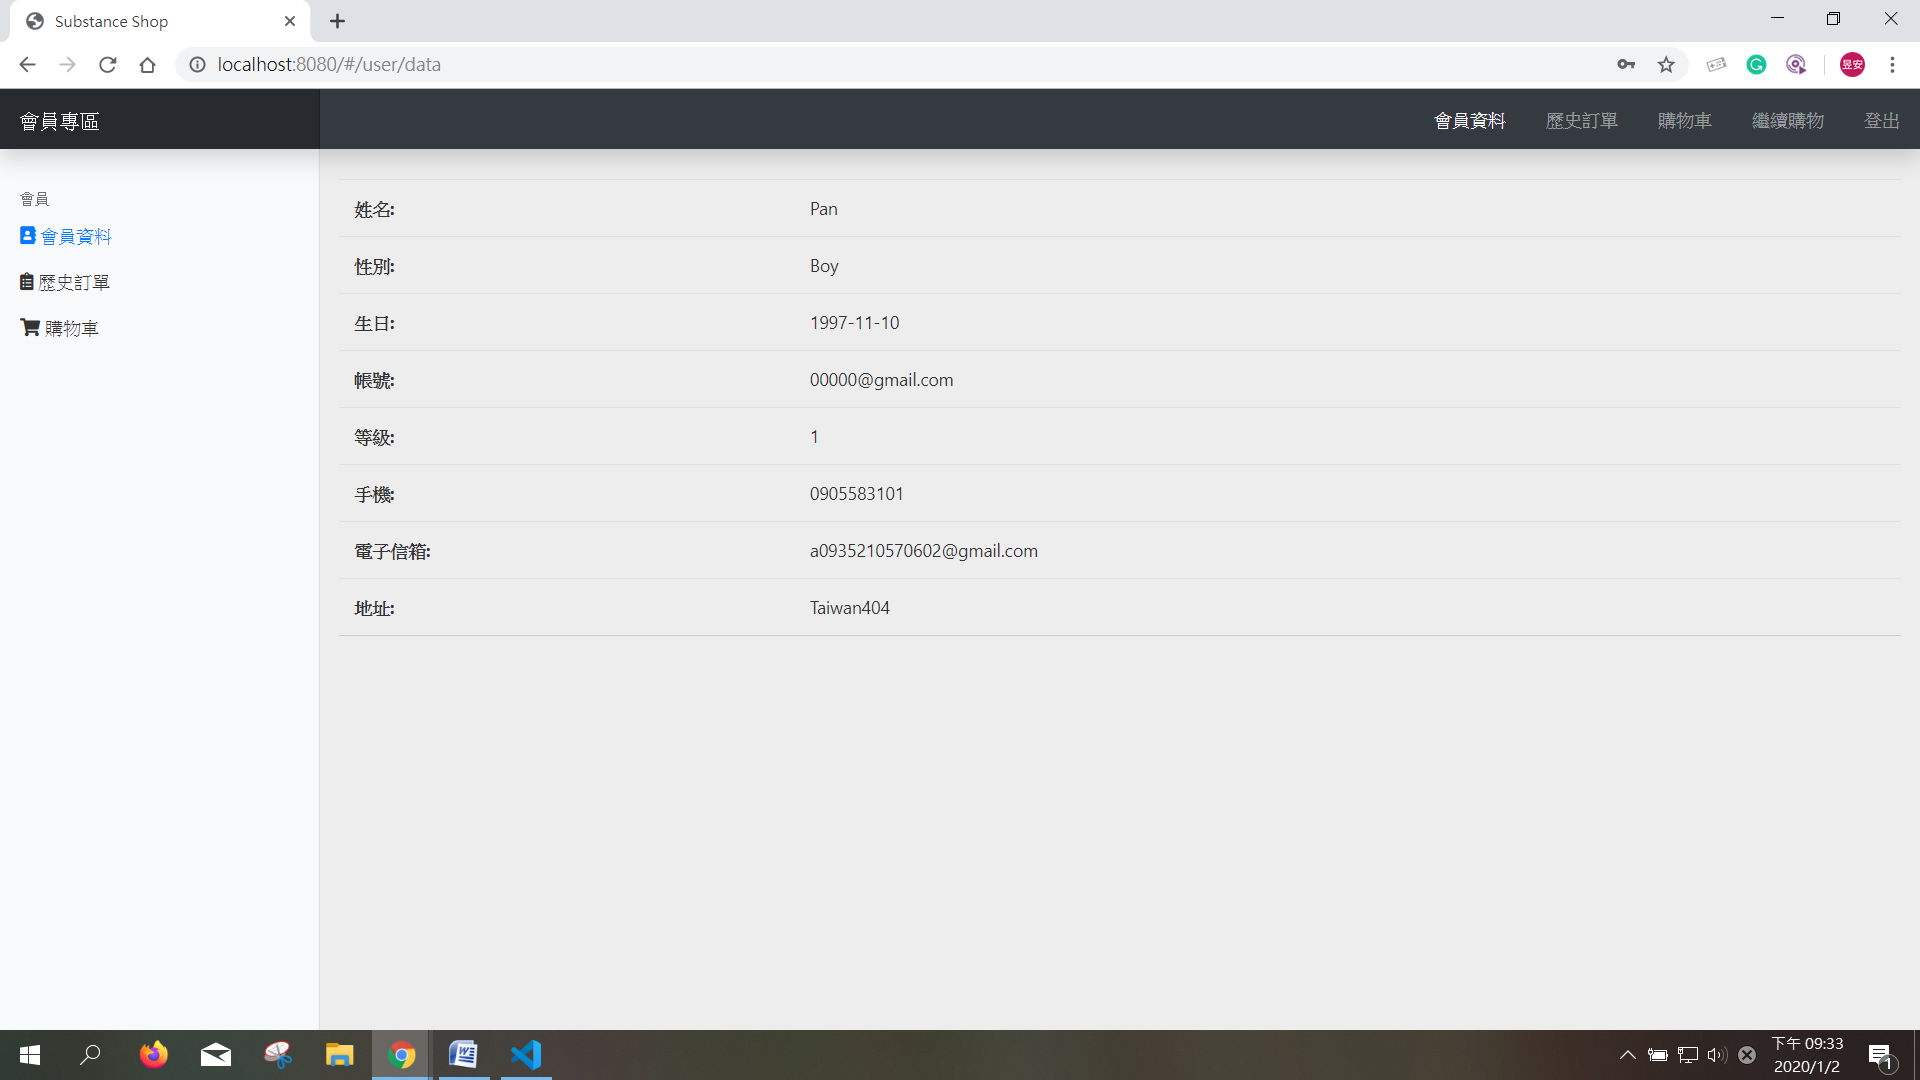 Substance Shop
localhost:8080/#/user/data
昱安
會員專區
會員資料
歷史訂單
購物車
繼續購物
登出
會員
會員資料
歷史訂單
購物車
姓名: Pan
性別: Boy
生日: 1997-11-10
帳號: 00000@gmail.com
等級: 1
手機: 0905583101
電子信箱: a0935210570602@gmail.com
地址: Taiwan404
下午 09:33
2020/1/2
1